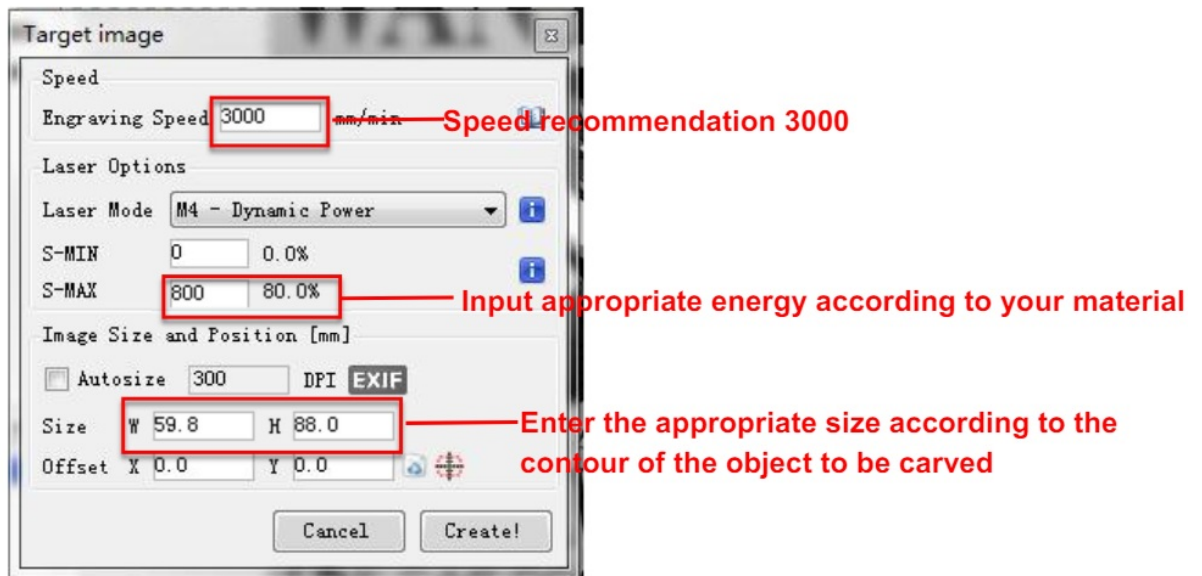 Target image
Speed
Engraving Speed 3000 mm/min Speed recommendation 3000
Laser Options
Laser Mode M4 - Dynamic Power
S-MIN 0 0.0%
S-MAX 800 80.0% Input appropriate energy according to your material
Image Size and Position [mm]
Autosize 300 DPI EXIF
Size W 59.8 H 88.0 Enter the appropriate size according to the
contour of the object to be carved
Offset X 0.0 Y 0.0
Cancel Create!